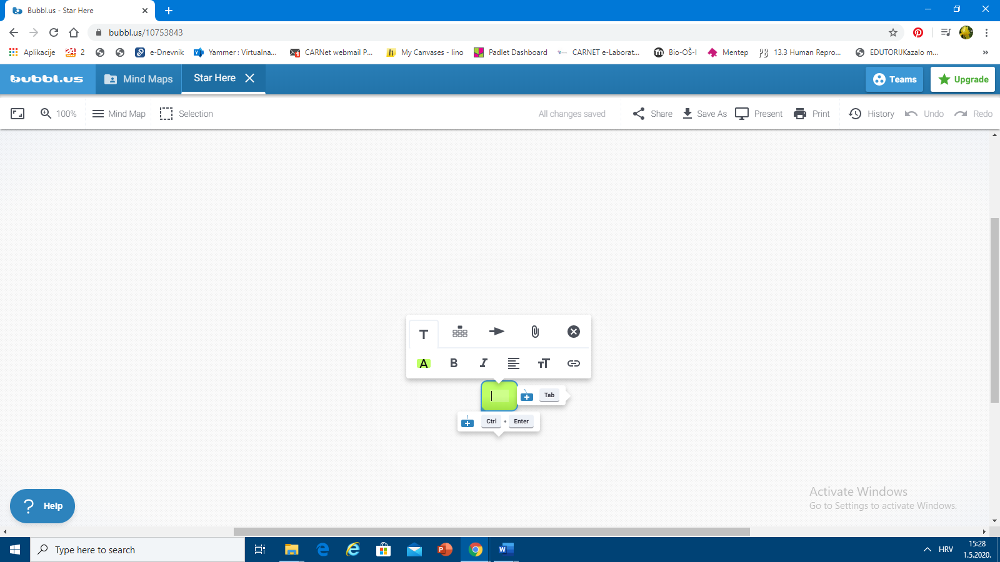 Bubbl.us - Star Here
bubbl.us/10753843
Aplikacije 2 e-Dnevnik Yammer : Virtualna... CARNet webmail P... My Canvases - lino Padlet Dashboard CARNET e-Laborat... Bio-OŠ-I Mentep 13.3 Human Repro... EDUTORIJKazalo m... »
bubbl.us Mind Maps Star Here Teams Upgrade
100% Mind Map Selection All changes saved Share Save As Present Print History Undo Redo
T
A B I TT
Tab
Ctrl + Enter
Activate Windows
Go to Settings to activate Windows.
? Help
Type here to search
HRV
15:28
1.5.2020.